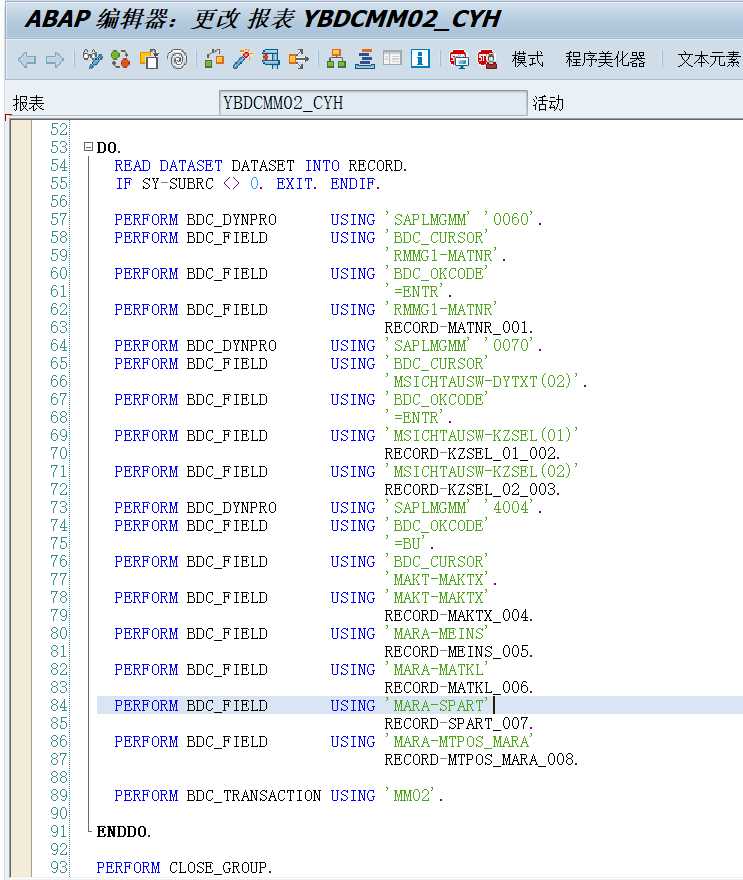 ABAP 编辑器：更改 报表 YBDCMM02_CYH
模式 程序美化器 文本元素
报表 YBDCMM02_CYH 活动
52
53 DO.
54 READ DATASET DATASET INTO RECORD.
55 IF SY-SUBRC <> 0. EXIT. ENDIF.
56
57 PERFORM BDC_DYNPRO USING 'SAPLMGMM' '0060'.
58 PERFORM BDC_FIELD USING 'BDC_CURSOR'
59 'RMMG1-MATNR'.
60 PERFORM BDC_FIELD USING 'BDC_OKCODE'
61 '=ENTR'.
62 PERFORM BDC_FIELD USING 'RMMG1-MATNR'
63 RECORD-MATNR_001.
64 PERFORM BDC_DYNPRO USING 'SAPLMGMM' '0070'.
65 PERFORM BDC_FIELD USING 'BDC_CURSOR'
66 'MSICHTAUSW-DYTXT(02)'.
67 PERFORM BDC_FIELD USING 'BDC_OKCODE'
68 '=ENTR'.
69 PERFORM BDC_FIELD USING 'MSICHTAUSW-KZSEL(01)'
70 RECORD-KZSEL_01_002.
71 PERFORM BDC_FIELD USING 'MSICHTAUSW-KZSEL(02)'
72 RECORD-KZSEL_02_003.
73 PERFORM BDC_DYNPRO USING 'SAPLMGMM' '4004'.
74 PERFORM BDC_FIELD USING 'BDC_OKCODE'
75 '=BU'.
76 PERFORM BDC_FIELD USING 'BDC_CURSOR'
77 'MAKT-MAKTX'.
78 PERFORM BDC_FIELD USING 'MAKT-MAKTX'
79 RECORD-MAKTX_004.
80 PERFORM BDC_FIELD USING 'MARA-MEINS'
81 RECORD-MEINS_005.
82 PERFORM BDC_FIELD USING 'MARA-MATKL'
83 RECORD-MATKL_006.
84 PERFORM BDC_FIELD USING 'MARA-SPART'
85 RECORD-SPART_007.
86 PERFORM BDC_FIELD USING 'MARA-MTPOS_MARA'
87 RECORD-MTPOS_MARA_008.
88
89 PERFORM BDC_TRANSACTION USING 'MM02'.
90
91 ENDDO.
92
93 PERFORM CLOSE_GROUP.